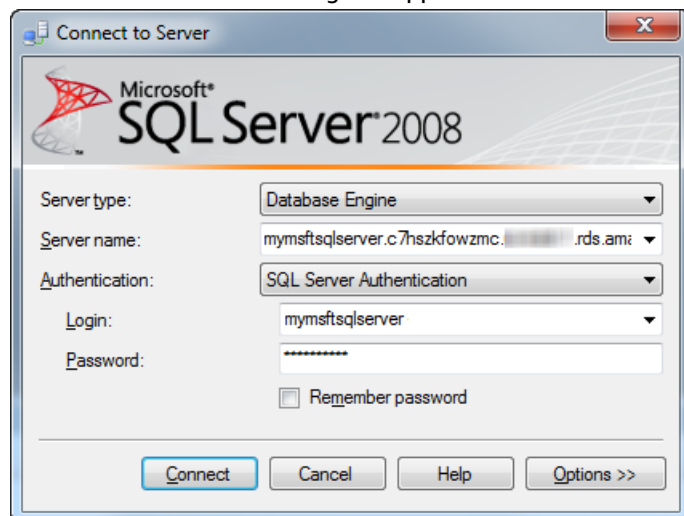 Connect to Server
Microsoft®
SQL Server® 2008
Server type: Database Engine
Server name: mymsftsqlserver.c7hszkfowzmc. .rds.ama
Authentication: SQL Server Authentication
Login: mymsftsqlserver
Password: **********
Remember password
Connect Cancel Help Options >>